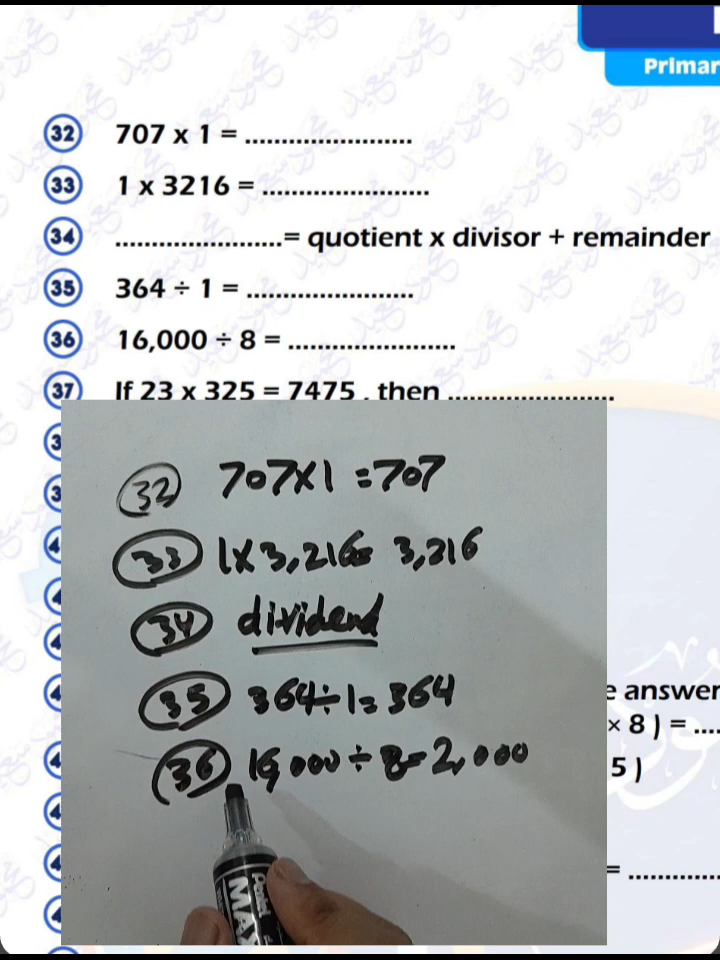 Primar
32 707 x 1 = .......................
33 1 x 3216 = .......................
34 .......................= quotient x divisor + remainder
35 364 ÷ 1 = .......................
36 16,000 ÷ 8 = .......................
37 If 23 x 325 = 7475 , then .......................
32 707x1 =707
33 1x3,216= 3,216
34 dividend
35 364÷1=364
36 16,000÷8=2,000
e answer
× 8 ) = ....
5 )
= .............
Pentel
MAX